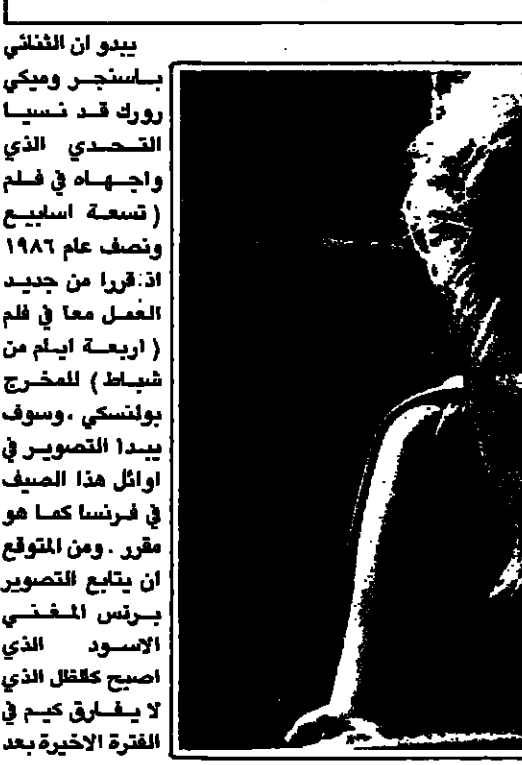 يبدو ان الثنائي
باسنجر وميكي
رورك قد نسيا
التحدي الذي
واجهاه في فلم
( تسعة اسابيع
ونصف عام ١٩٨٦
اذ قررا من جديد
العمل معا في فلم
( اربعة ايام من
شباط ) للمخرج
بولنسكي . وسوف
يبدا التصوير في
اوائل هذا الصيف
في فرنسا كما هو
مقرر . ومن المتوقع
ان يتابع التصوير
برنس المغني
الاسود الذي
اصبح كالظل الذي
لا يفارق كيم في
الفترة الاخيرة بعد